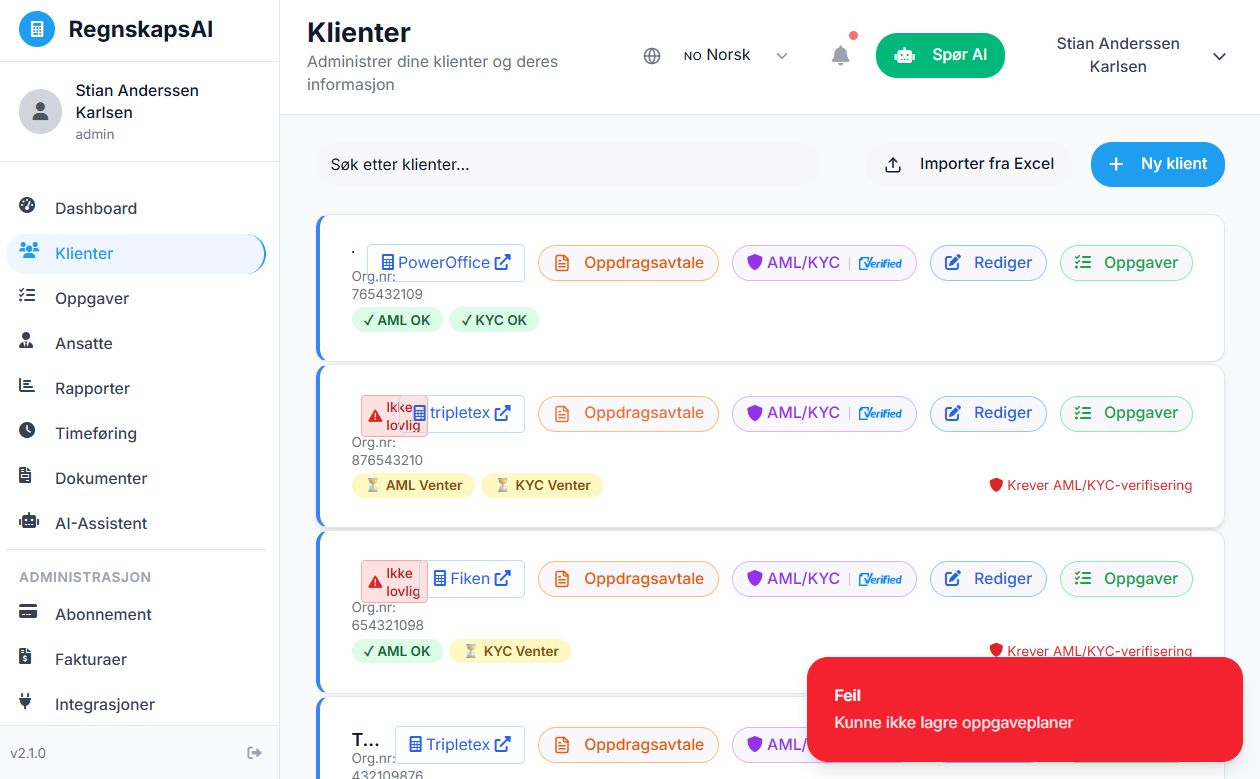 RegnskapsAI
Stian Anderssen
Karlsen
admin
Dashboard
Klienter
Oppgaver
Ansatte
Rapporter
Timeføring
Dokumenter
AI-Assistent
ADMINISTRASJON
Abonnement
Fakturaer
Integrasjoner
v2.1.0
Klienter
Administrer dine klienter og deres
informasjon
NO Norsk
Spør AI
Stian Anderssen
Karlsen
Søk etter klienter...
Importer fra Excel
Ny klient
. PowerOffice Oppdragsavtale AML/KYC Verified Rediger Oppgaver
Org.nr:
765432109
✓ AML OK ✓ KYC OK
Ikke
lovlig
tripletex Oppdragsavtale AML/KYC Verified Rediger Oppgaver
Org.nr:
876543210
⏳ AML Venter ⏳ KYC Venter Krever AML/KYC-verifisering
Ikke
lovlig
Fiken Oppdragsavtale AML/KYC Verified Rediger Oppgaver
Org.nr:
654321098
✓ AML OK ⏳ KYC Venter Krever AML/KYC-verifisering
T... Tripletex Oppdragsavtale AML/
Org.nr:
432109876
Feil
Kunne ikke lagre oppgaveplaner